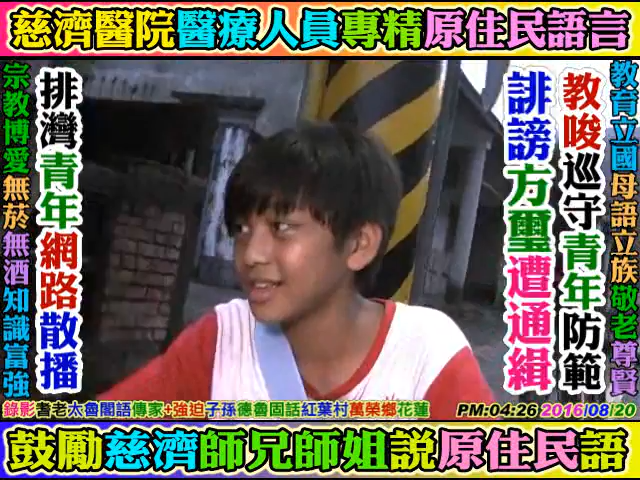 慈濟醫院醫療人員專精原住民語言
教育立國母語立族敬老尊賢
教唆巡守青年防範
誹謗方璽遭通緝
排灣青年網路散播
宗教博愛無菸無酒知識富強
錄影耆老太魯閣語傳家+強迫子孫德魯固話紅葉村萬榮鄉花蓮
PM:04:26 2016/08/20
鼓勵慈濟師兄師姐說原住民語